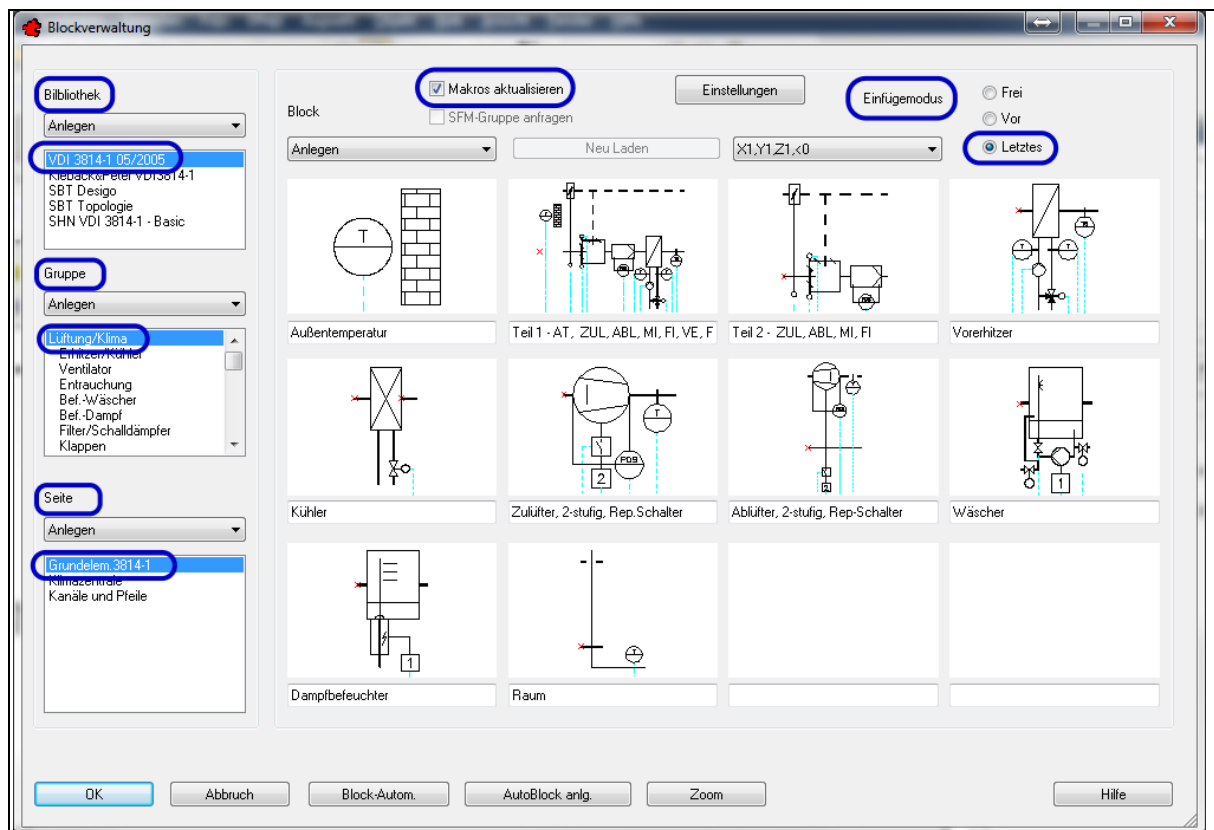 Blockverwaltung
Bilbliothek
Anlegen
VDI 3814-1 05/2005
Kieback&Peter VDI3814-1
SBT Desigo
SBT Topologie
SHN VDI 3814-1 - Basic
Gruppe
Anlegen
Lüftung/Klima
Erhitzer/Kühler
Ventilator
Entrauchung
Bef.-Wäscher
Bef.-Dampf
Filter/Schalldämpfer
Klappen
Seite
Anlegen
Grundelem.3814-1
Klimazentrale
Kanäle und Pfeile
Block
Makros aktualisieren
SFM-Gruppe anfragen
Einstellungen
Einfügemodus
Frei
Vor
Letztes
Anlegen
Neu Laden
X1,Y1,Z1,<0
T
Außentemperatur
Teil 1 - AT, ZUL, ABL, MI, FI, VE, F
Teil 2 - ZUL, ABL, MI, FI
T
T
Vorerhitzer
Kühler
T
PDS
2
Zulüfter, 2-stufig, Rep.Schalter
Ablüfter, 2-stufig, Rep-Schalter
1
Wäscher
1
Dampfbefeuchter
Raum
OK
Abbruch
Block-Autom.
AutoBlock anlg.
Zoom
Hilfe